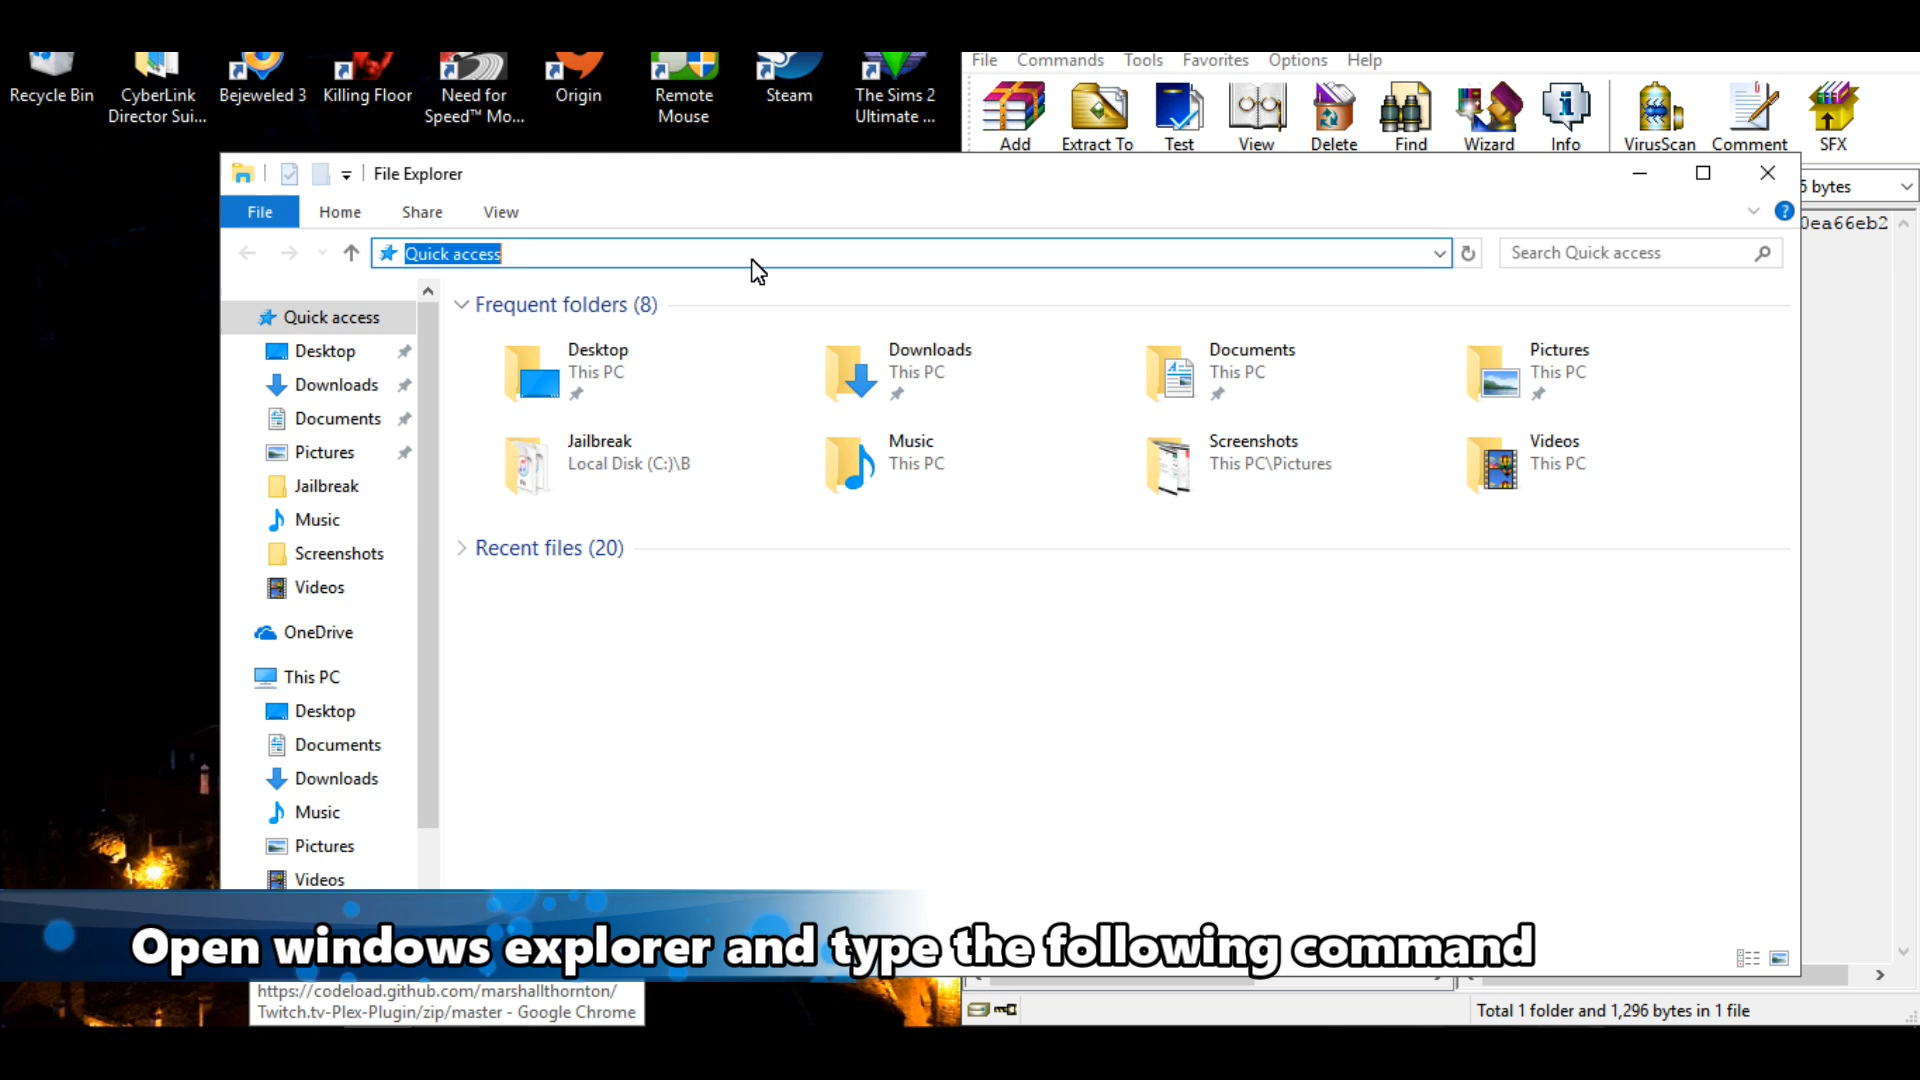 File Commands Tools Favorites Options Help
Recycle Bin
CyberLink
Director Sui...
Bejeweled 3
Killing Floor
Need for
Speed™ Mo...
Origin
Remote
Mouse
Steam
The Sims 2
Ultimate ...
Add Extract To Test View Delete Find Wizard Info VirusScan Comment SFX
File Explorer
bytes
File Home Share View
0ea66eb2
Quick access
Search Quick access
Quick access
Desktop
Downloads
Documents
Pictures
Jailbreak
Music
Screenshots
Videos
OneDrive
This PC
Desktop
Documents
Downloads
Music
Pictures
Videos
Frequent folders (8)
Desktop
This PC
Downloads
This PC
Documents
This PC
Pictures
This PC
Jailbreak
Local Disk (C:)\B
Music
This PC
Screenshots
This PC\Pictures
Videos
This PC
Recent files (20)
Open windows explorer and type the following command
https://codeload.github.com/marshallthornton/
Twitch.tv-Plex-Plugin/zip/master - Google Chrome
Total 1 folder and 1,296 bytes in 1 file